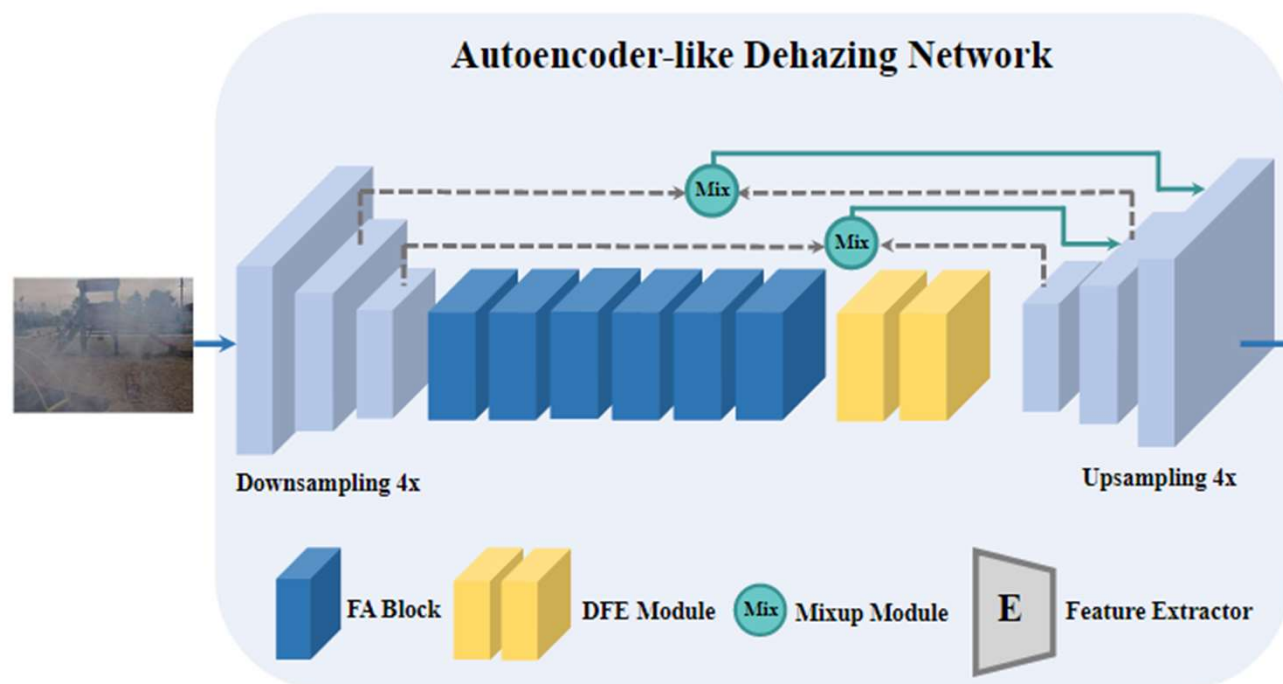 Autoencoder-like Dehazing Network
Mix
Mix
Downsampling 4x
Upsampling 4x
FA Block
DFE Module
Mix
Mixup Module
E
Feature Extractor